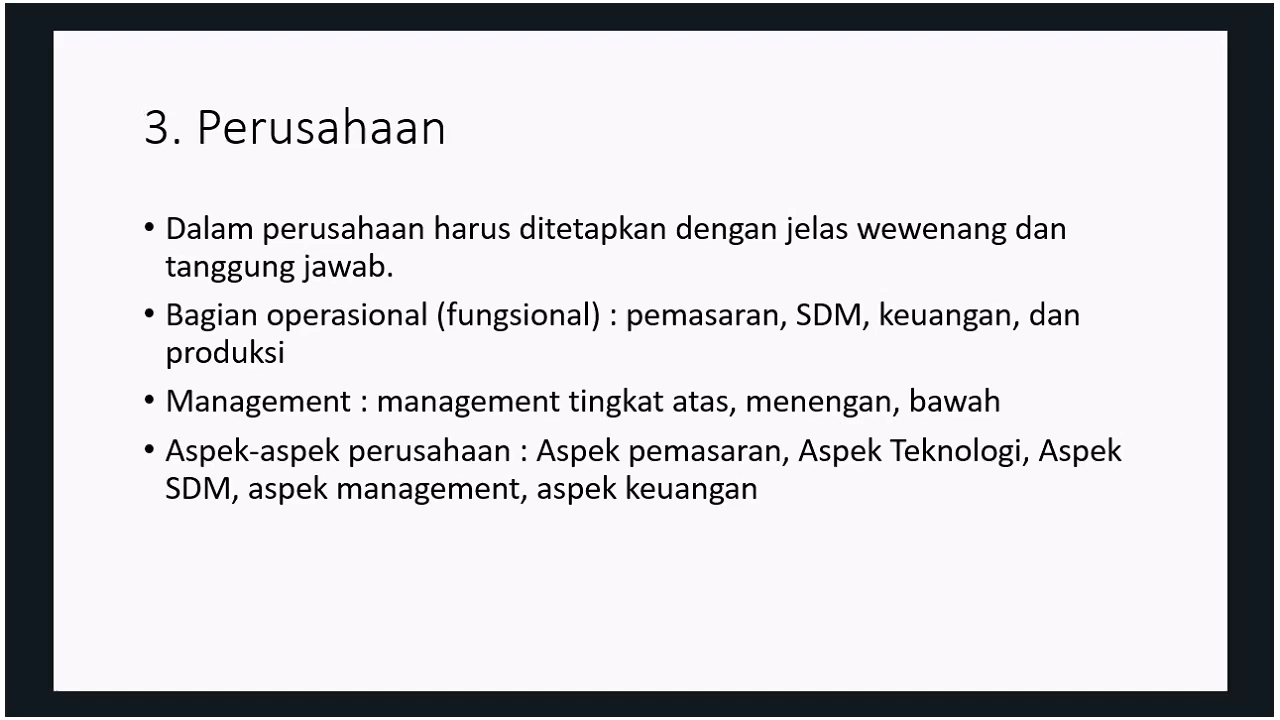 3. Perusahaan
• Dalam perusahaan harus ditetapkan dengan jelas wewenang dan
tanggung jawab.
• Bagian operasional (fungsional) : pemasaran, SDM, keuangan, dan
produksi
• Management : management tingkat atas, menengan, bawah
• Aspek-aspek perusahaan : Aspek pemasaran, Aspek Teknologi, Aspek
SDM, aspek management, aspek keuangan